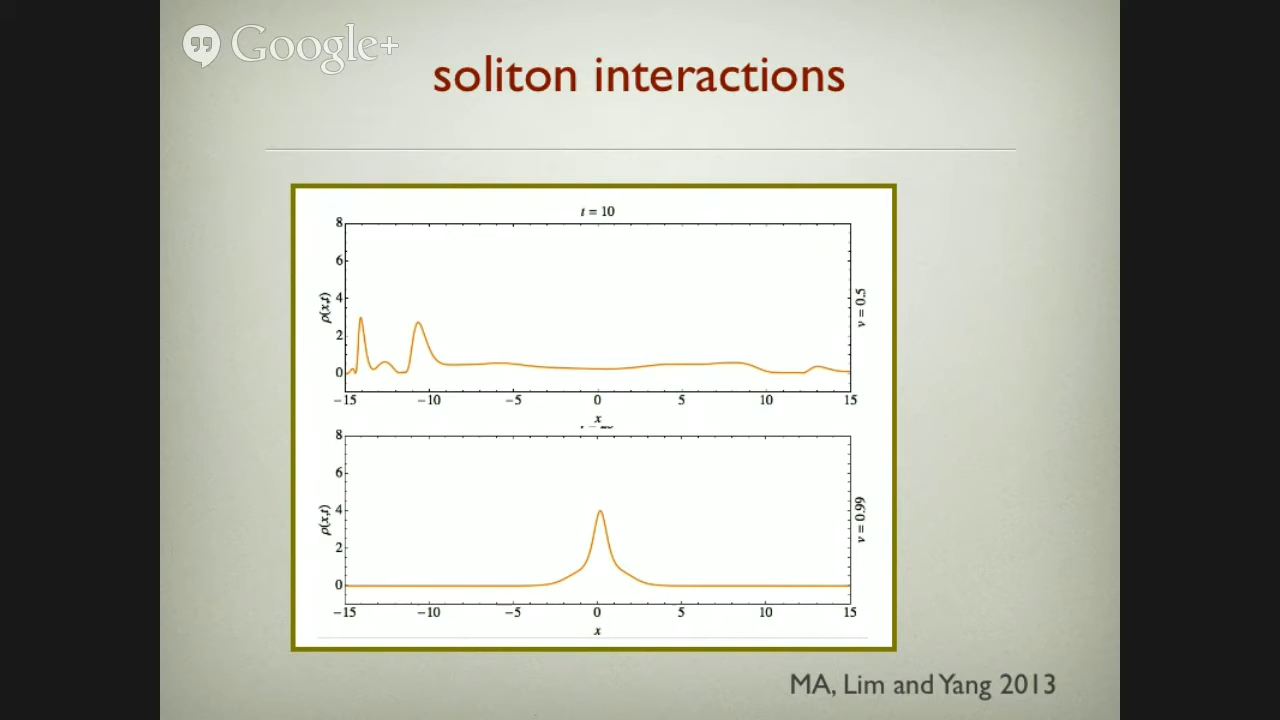 Google+
soliton interactions
t = 10
8
6
4
2
0
ρ(x,t)
v = 0.5
−15 −10 −5 0 5 10 15
x
8
6
4
2
0
ρ(x,t)
v = 0.99
−15 −10 −5 0 5 10 15
x
MA, Lim and Yang 2013